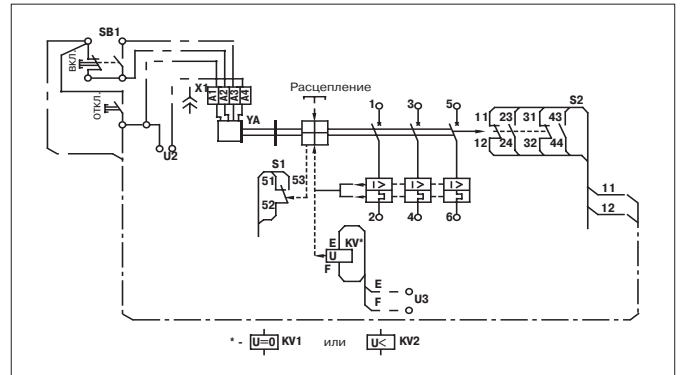 SB1
ВКЛ.
ОТКЛ.
X1
A1 A2 A3 A4
YA
U2
Расцепление
1 3 5
11 23 31 43
S2
12 24 32 44
S1
51 53
52
I> I> I>
2 4 6
11
12
E KV*
U
F
E
F
U3
* - U=0 KV1 или U< KV2